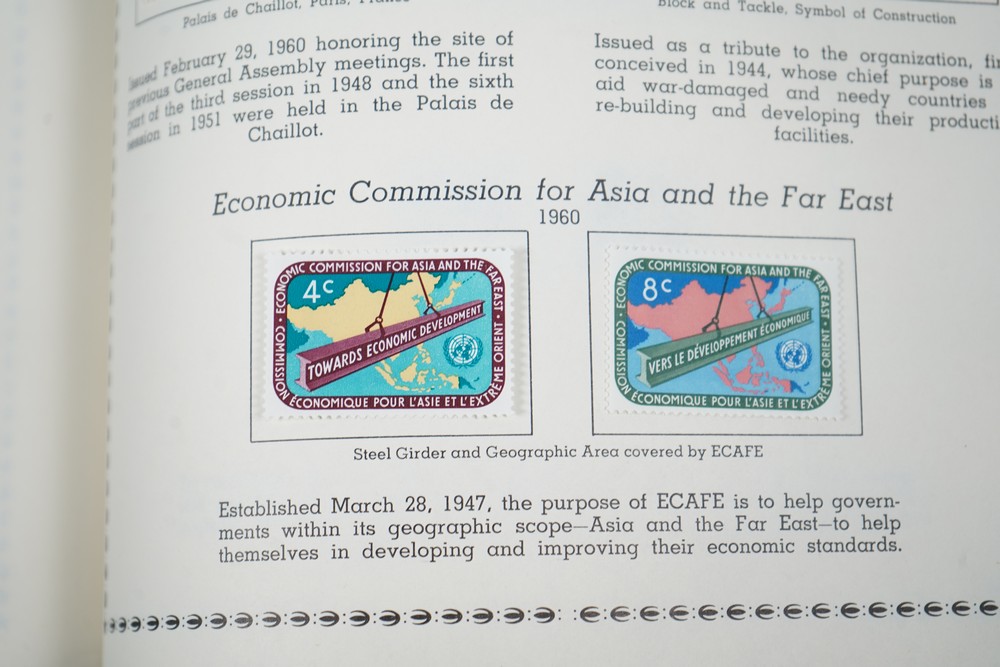 Palais de Chaillot, Paris, France
Issued February 29, 1960 honoring the site of
previous General Assembly meetings. The first
part of the third session in 1948 and the sixth
session in 1951 were held in the Palais de
Chaillot.
Block and Tackle, Symbol of Construction
Issued as a tribute to the organization,
conceived in 1944, whose chief purpose is
aid war-damaged and needy countries
re-building and developing their
facilities.
Economic Commission for Asia and the Far East
1960
ECONOMIC COMMISSION FOR ASIA AND THE FAR EAST
4c
TOWARDS ECONOMIC DEVELOPMENT
COMMISSION ÉCONOMIQUE POUR L'ASIE ET L'EXTRÊME ORIENT
ECONOMIC COMMISSION FOR ASIA AND THE FAR EAST
8c
VERS LE DÉVELOPPEMENT ÉCONOMIQUE
COMMISSION ÉCONOMIQUE POUR L'ASIE ET L'EXTRÊME ORIENT
Steel Girder and Geographic Area covered by ECAFE
Established March 28, 1947, the purpose of ECAFE is to help govern-
ments within its geographic scope—Asia and the Far East—to help
themselves in developing and improving their economic standards.